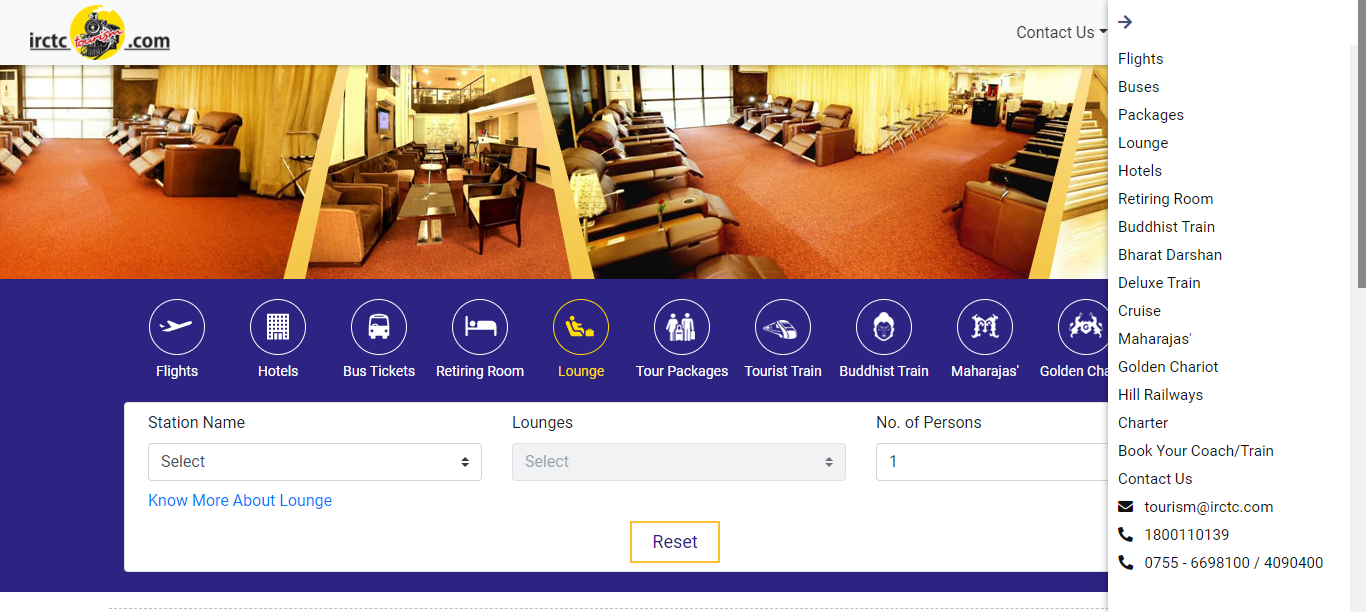 irctc tourism .com
Contact Us
Flights
Hotels
Bus Tickets
Retiring Room
Lounge
Tour Packages
Tourist Train
Buddhist Train
Maharajas'
Golden Cha
Station Name
Lounges
No. of Persons
Select
Select
1
Know More About Lounge
Reset
Flights
Buses
Packages
Lounge
Hotels
Retiring Room
Buddhist Train
Bharat Darshan
Deluxe Train
Cruise
Maharajas'
Golden Chariot
Hill Railways
Charter
Book Your Coach/Train
Contact Us
tourism@irctc.com
1800110139
0755 - 6698100 / 4090400